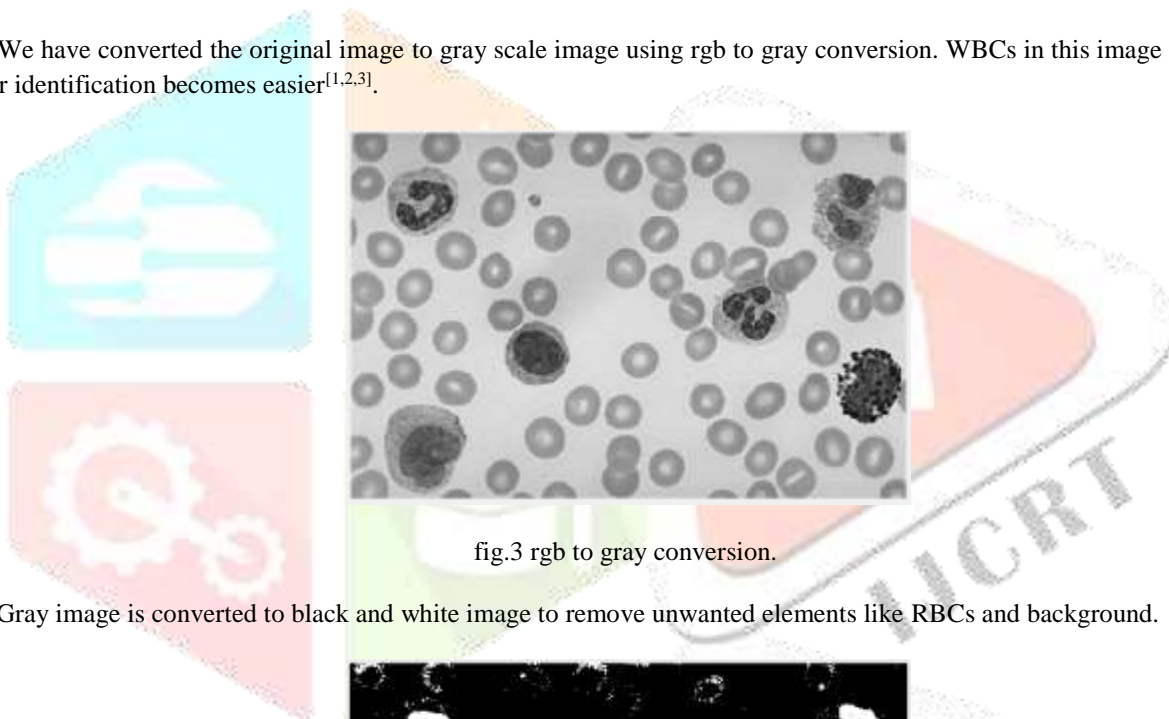 We have converted the original image to gray scale image using rgb to gray conversion. WBCs in this image
r identification becomes easier[1,2,3].
fig.3 rgb to gray conversion.
Gray image is converted to black and white image to remove unwanted elements like RBCs and background.
IJCRT